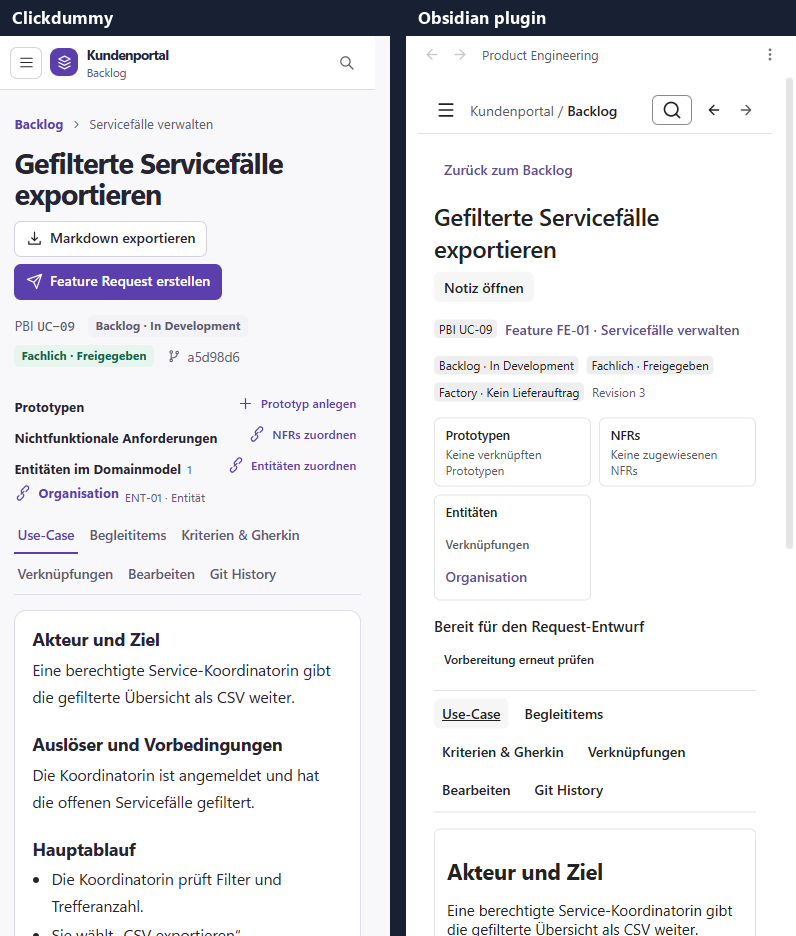 Clickdummy
Kundenportal
Backlog
Backlog > Servicefälle verwalten
Gefilterte Servicefälle
exportieren
Markdown exportieren
Feature Request erstellen
PBI UC-09 Backlog · In Development
Fachlich · Freigegeben a5d98d6
Prototypen + Prototyp anlegen
Nichtfunktionale Anforderungen NFRs zuordnen
Entitäten im Domainmodel 1 Entitäten zuordnen
Organisation ENT-01 · Entität
Use-Case Begleititems Kriterien & Gherkin
Verknüpfungen Bearbeiten Git History
Akteur und Ziel
Eine berechtigte Service-Koordinatorin gibt
die gefilterte Übersicht als CSV weiter.
Auslöser und Vorbedingungen
Die Koordinatorin ist angemeldet und hat
die offenen Servicefälle gefiltert.
Hauptablauf
• Die Koordinatorin prüft Filter und
Trefferanzahl.
• Sie wählt „CSV exportieren“
Obsidian plugin
Product Engineering
Kundenportal / Backlog
Zurück zum Backlog
Gefilterte Servicefälle
exportieren
Notiz öffnen
PBI UC-09 Feature FE-01 · Servicefälle verwalten
Backlog · In Development Fachlich · Freigegeben
Factory · Kein Lieferauftrag Revision 3
Prototypen
Keine verknüpften
Prototypen
NFRs
Keine zugewiesenen
NFRs
Entitäten
Verknüpfungen
Organisation
Bereit für den Request-Entwurf
Vorbereitung erneut prüfen
Use-Case Begleititems
Kriterien & Gherkin Verknüpfungen
Bearbeiten Git History
Akteur und Ziel
Eine berechtigte Service-Koordinatorin gibt
die gefilterte Übersicht als CSV weiter.